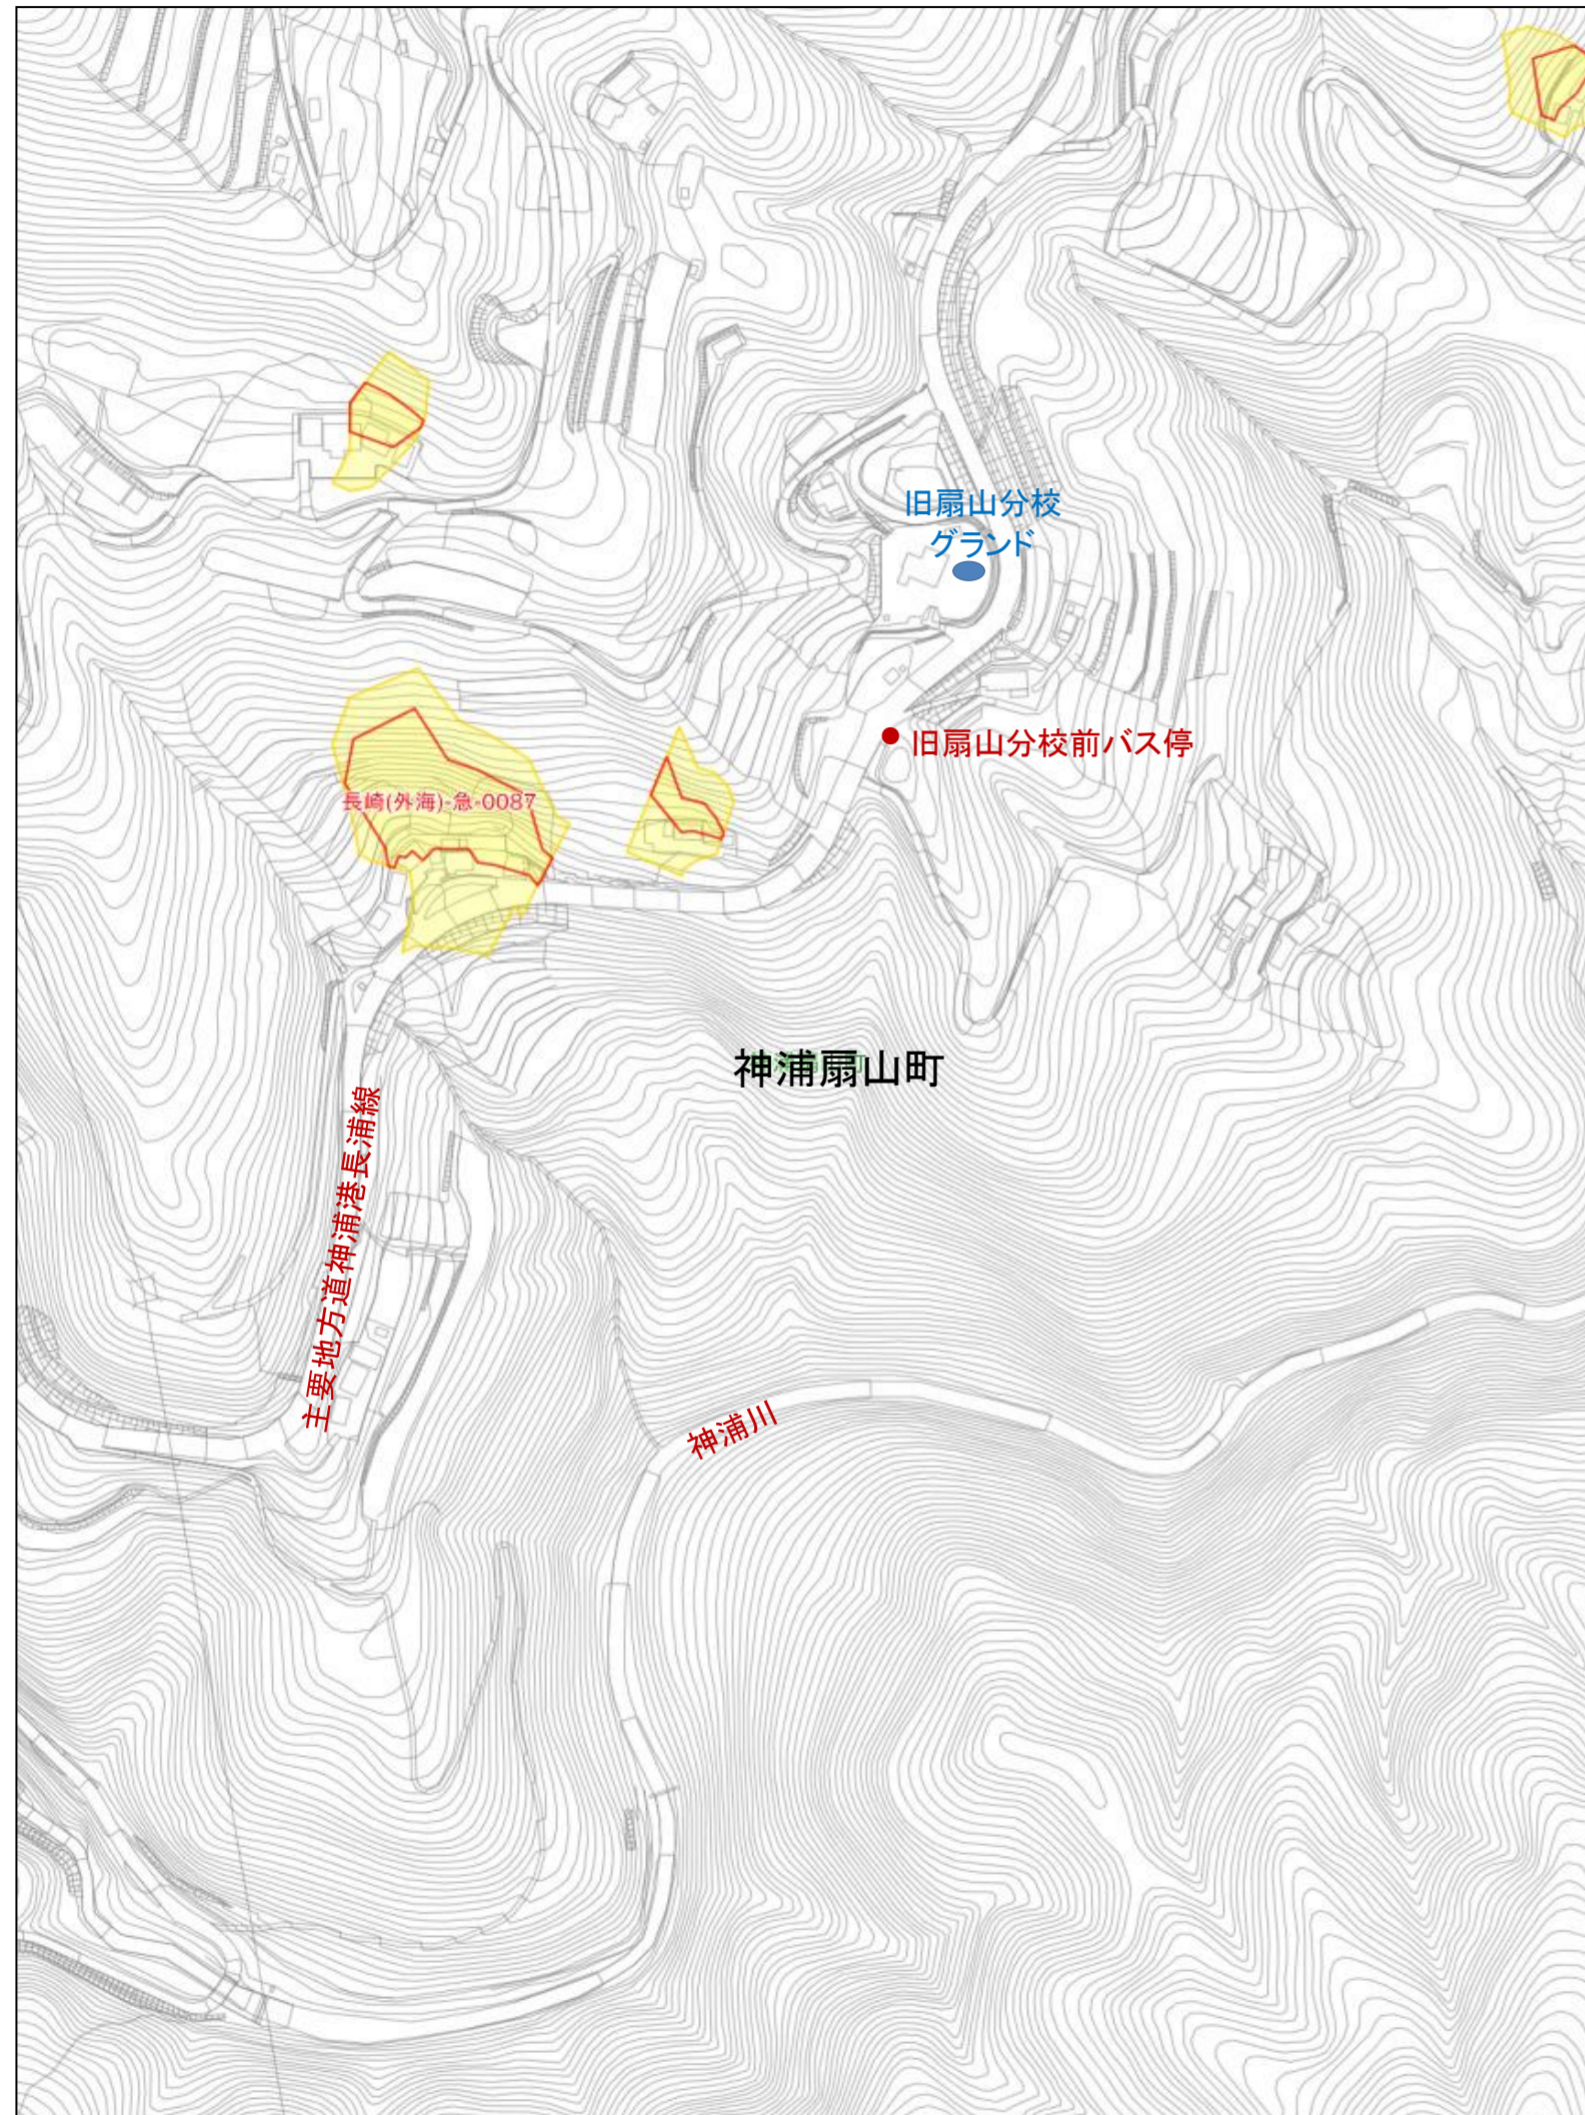 旧扇山分校
グランド
旧扇山分校前バス停
長崎(外海)-急-0087
神浦扇山町
主要地方道神浦港長浦線
神浦川